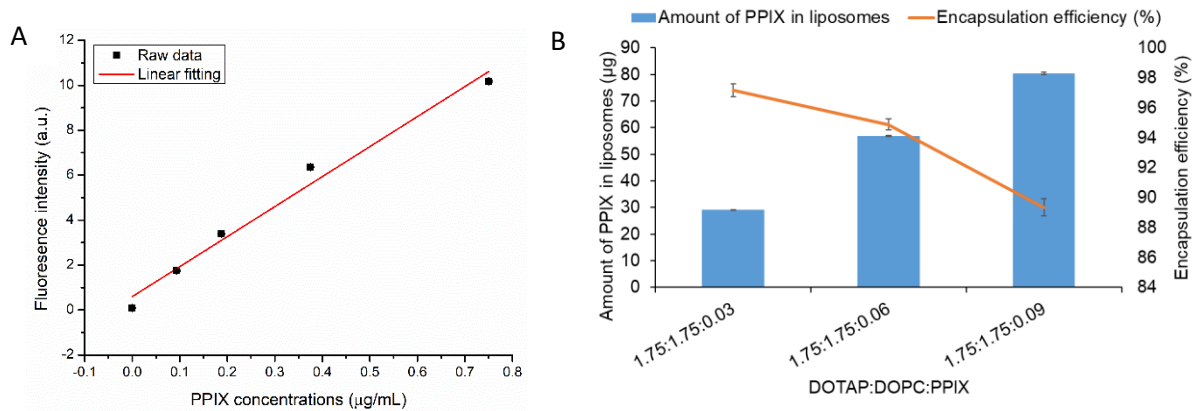 A
Raw data
Linear fitting
12
10
8
6
4
2
0
-2
Fluoresence intensity (a.u.)
-0.1 0.0 0.1 0.2 0.3 0.4 0.5 0.6 0.7 0.8
PPIX concentrations (μg/mL)
B
Amount of PPIX in liposomes Encapsulation efficiency (%)
90
80
70
60
50
40
30
20
10
0
Amount of PPIX in liposomes (μg)
100
98
96
94
92
90
88
86
84
Encapsulation efficiency (%)
1.75:1.75:0.03
1.75:1.75:0.06
1.75:1.75:0.09
DOTAP:DOPC:PPIX